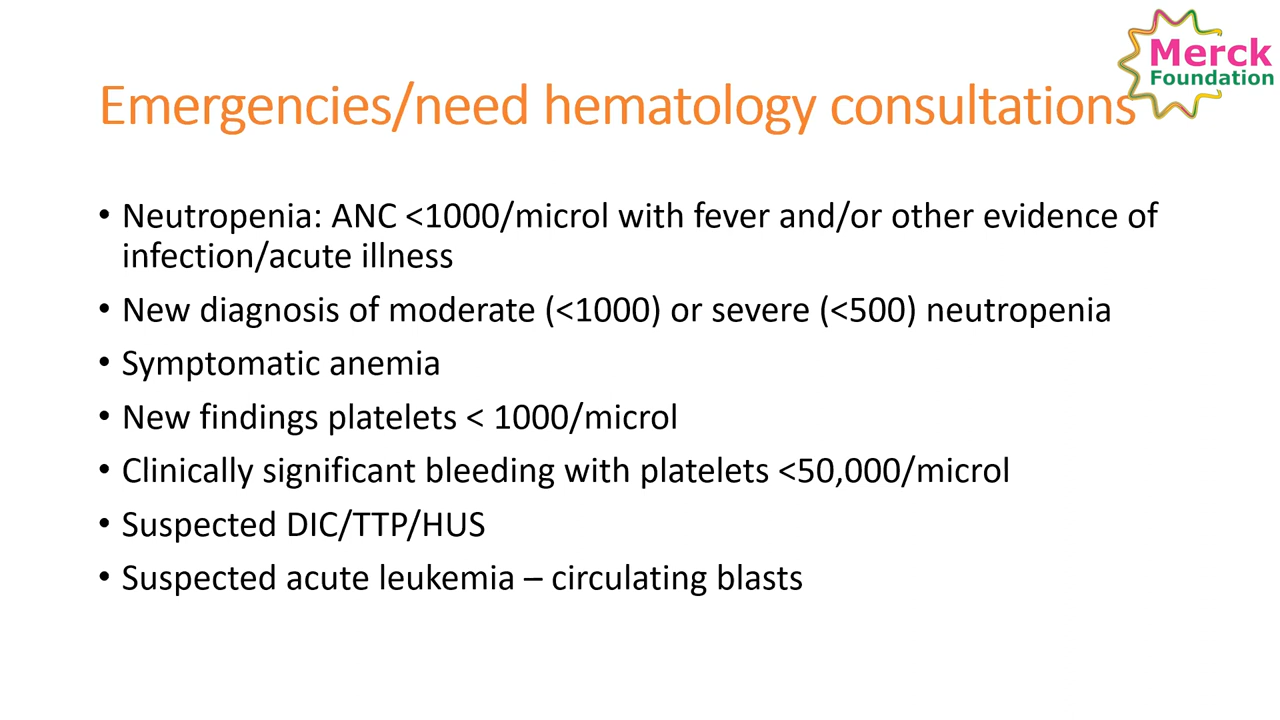 Merck
Foundation
Emergencies/need hematology consultations
• Neutropenia: ANC <1000/microl with fever and/or other evidence of
infection/acute illness
• New diagnosis of moderate (<1000) or severe (<500) neutropenia
• Symptomatic anemia
• New findings platelets < 1000/microl
• Clinically significant bleeding with platelets <50,000/microl
• Suspected DIC/TTP/HUS
• Suspected acute leukemia – circulating blasts